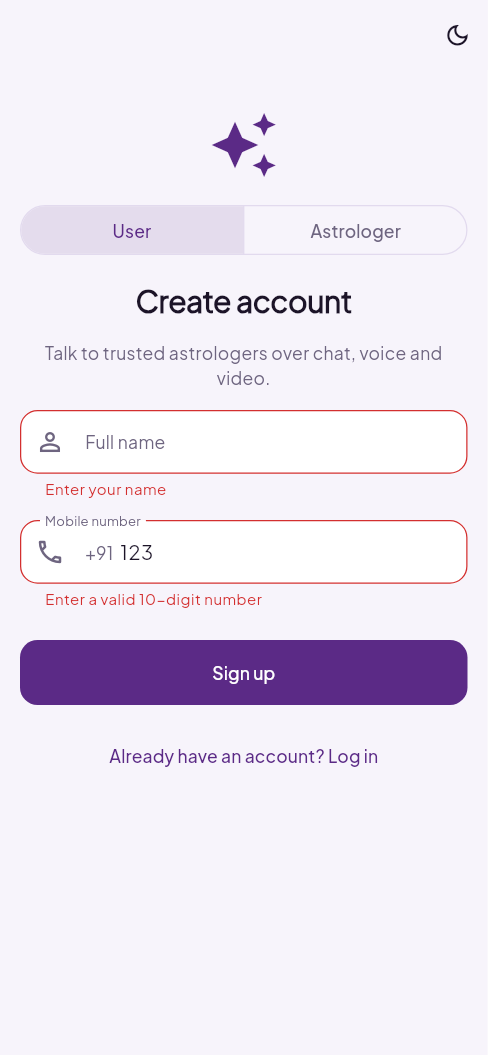 User
Astrologer
Create account
Talk to trusted astrologers over chat, voice and
video.
Full name
Enter your name
Mobile number
+91 123
Enter a valid 10-digit number
Sign up
Already have an account? Log in